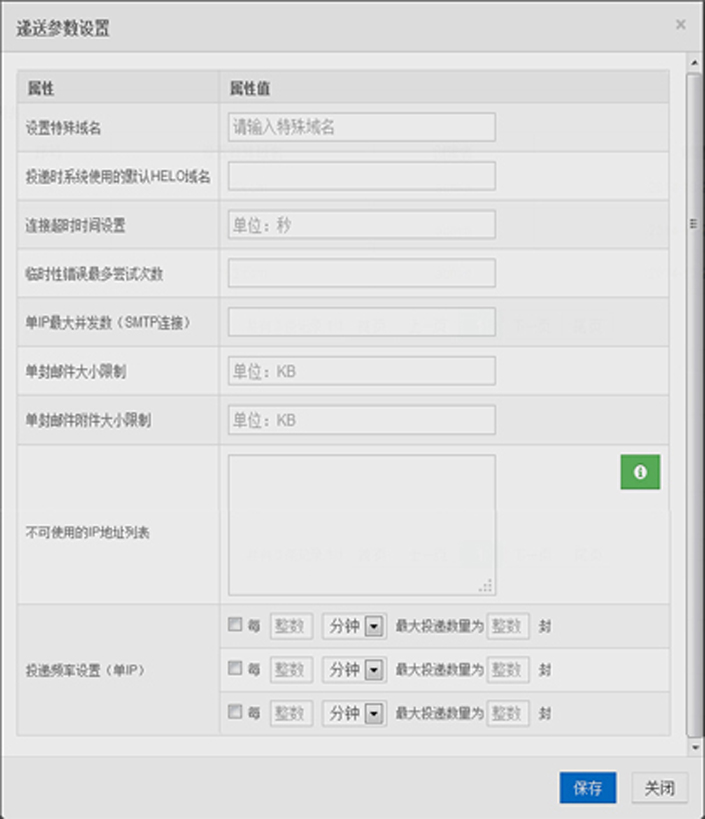 递送参数设置 ×
属性 属性值
设置特殊域名 请输入特殊域名
投递时系统使用的默认HELO域名
连接超时时间设置 单位：秒
临时性错误最多尝试次数
单IP最大并发数（SMTP连接）
单封邮件大小限制 单位：KB
单封邮件附件大小限制 单位：KB
不可使用的IP地址列表
每 整数 分钟 最大投递数量为 整数 封
投递频率设置（单IP） 每 整数 分钟 最大投递数量为 整数 封
每 整数 分钟 最大投递数量为 整数 封
保存 关闭